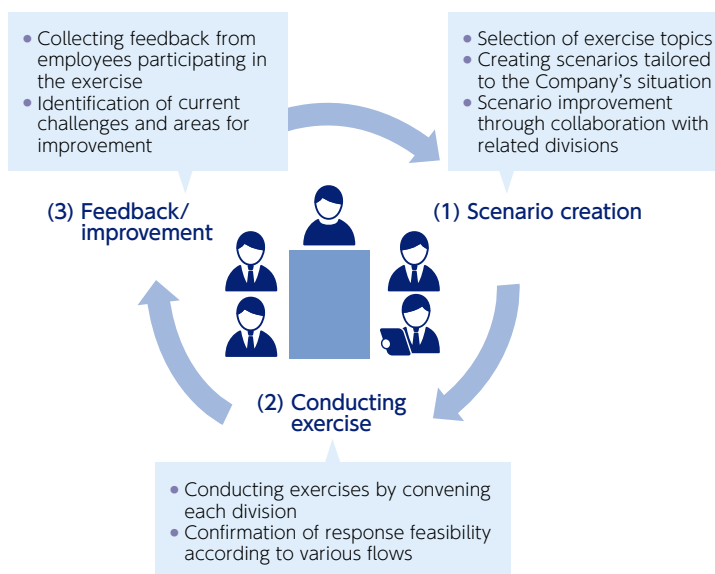 • Collecting feedback from
employees participating in
the exercise
• Identification of current
challenges and areas for
improvement
(3) Feedback/
improvement
• Selection of exercise topics
• Creating scenarios tailored
to the Company’s situation
• Scenario improvement
through collaboration with
related divisions
(1) Scenario creation
(2) Conducting
exercise
• Conducting exercises by convening
each division
• Confirmation of response feasibility
according to various flows